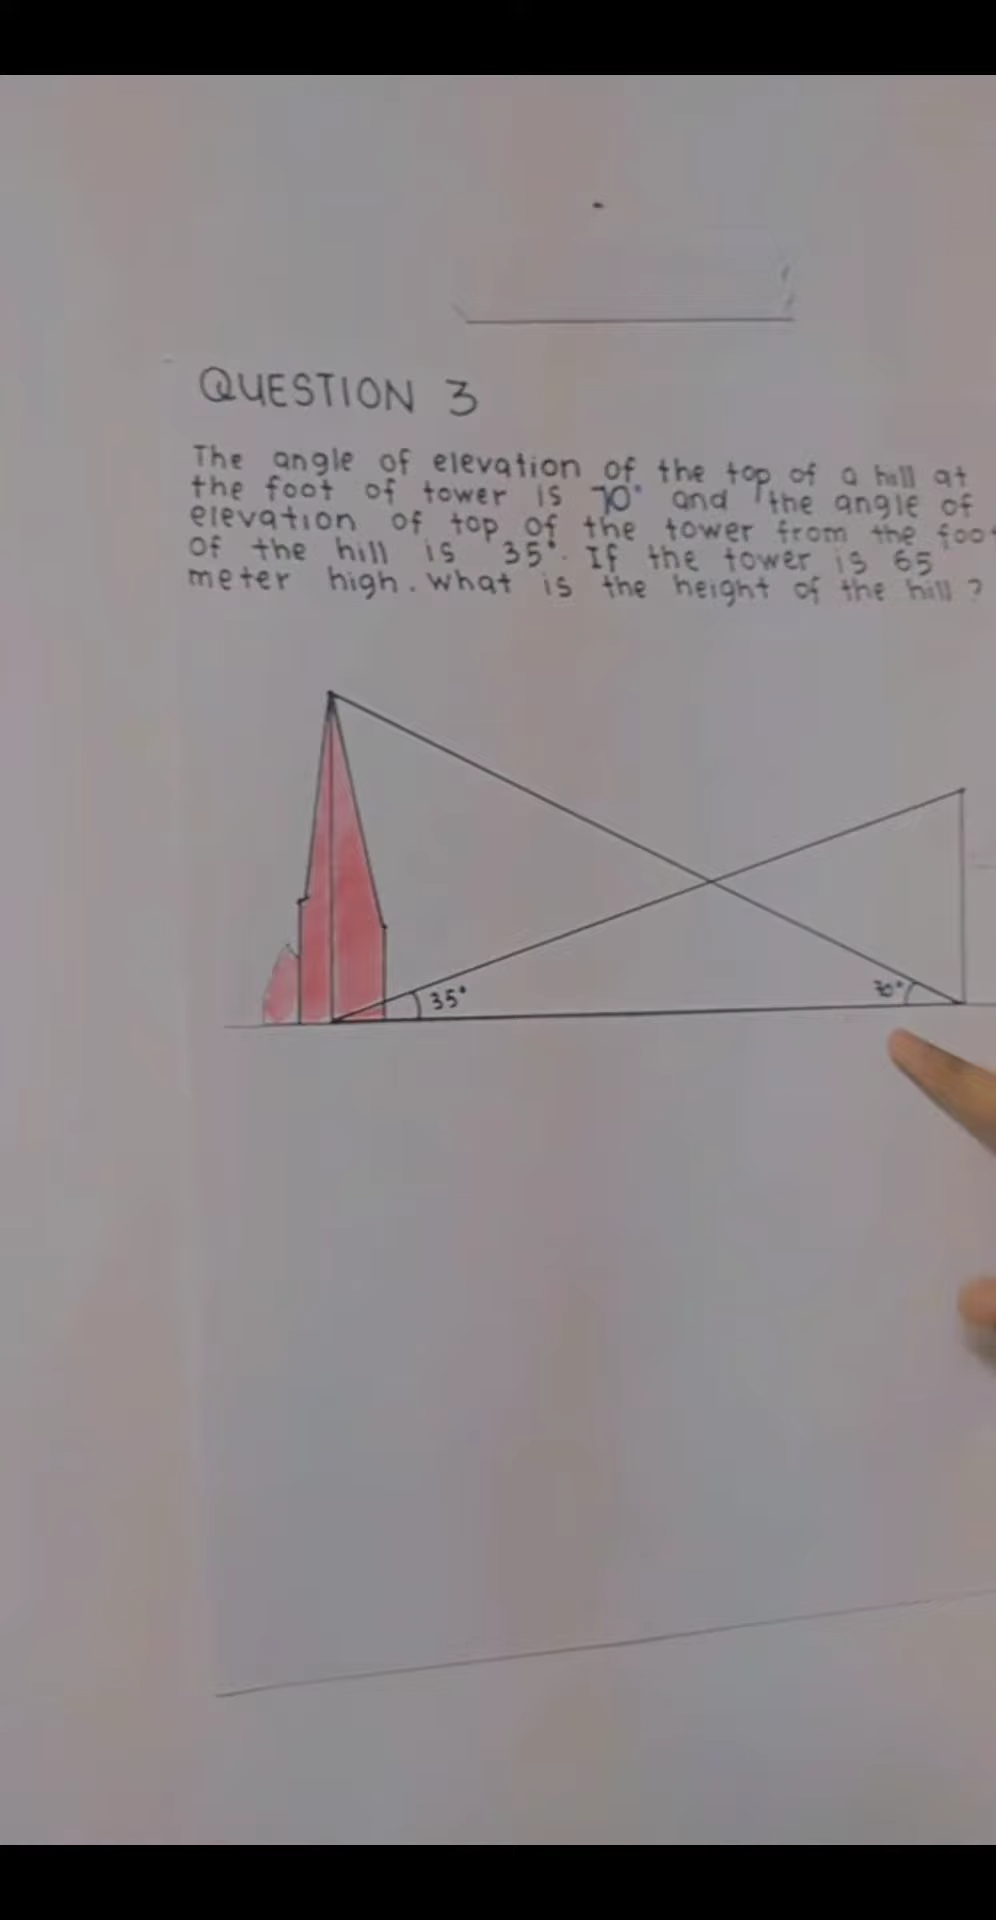 QUESTION 3
The angle of elevation of the top of a hill at
the foot of tower is 70° and the angle of
elevation of top of the tower from the foot
of the hill is 35°. If the tower is 65
meter high. What is the height of the hill?
35°
70°